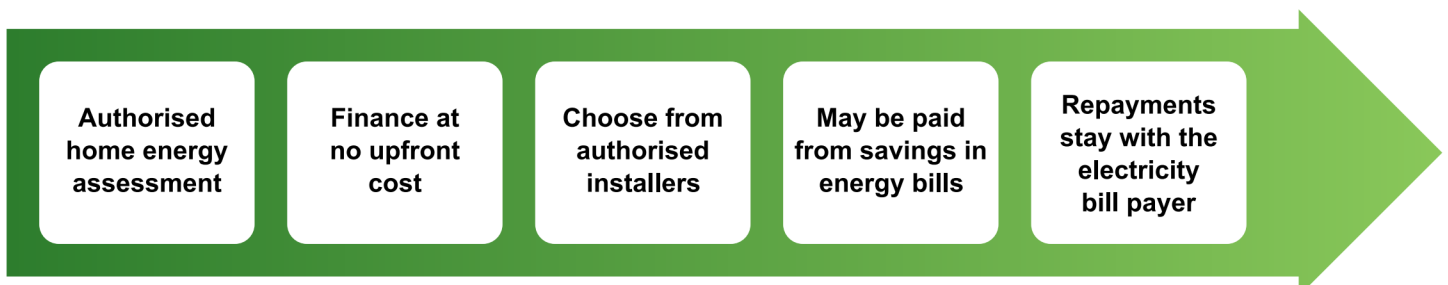 Authorised
home energy
assessment
Finance at
no upfront
cost
Choose from
authorised
installers
May be paid
from savings in
energy bills
Repayments
stay with the
electricity
bill payer